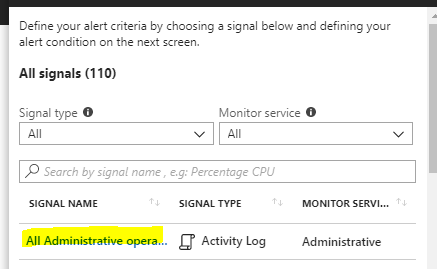 Define your alert criteria by choosing a signal below and defining your
alert condition on the next screen.
All signals (110)
Signal type
Monitor service
All
All
Search by signal name , e.g: Percentage CPU
SIGNAL NAME
SIGNAL TYPE
MONITOR SERVI...
All Administrative opera...
Activity Log
Administrative